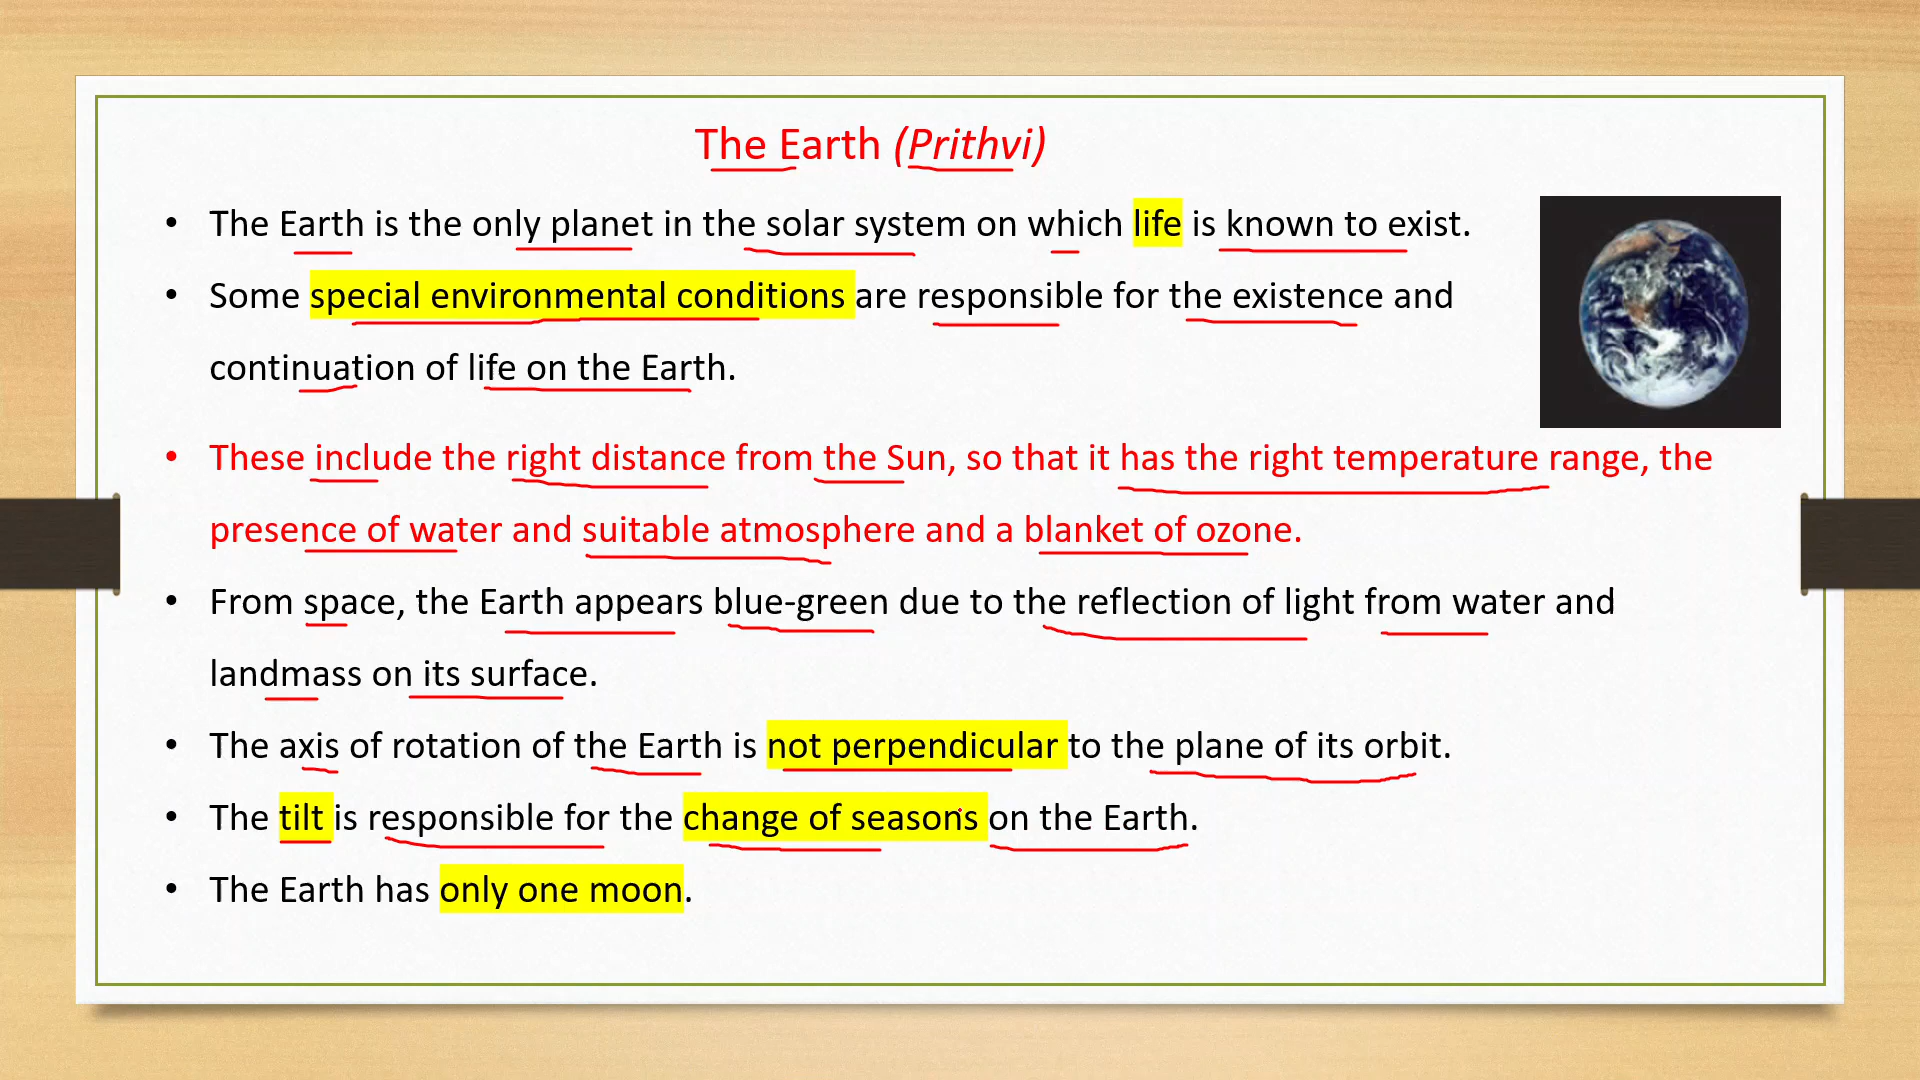 The Earth (Prithvi)
• The Earth is the only planet in the solar system on which life is known to exist.
• Some special environmental conditions are responsible for the existence and
continuation of life on the Earth.
• These include the right distance from the Sun, so that it has the right temperature range, the
presence of water and suitable atmosphere and a blanket of ozone.
• From space, the Earth appears blue-green due to the reflection of light from water and
landmass on its surface.
• The axis of rotation of the Earth is not perpendicular to the plane of its orbit.
• The tilt is responsible for the change of seasons on the Earth.
• The Earth has only one moon.